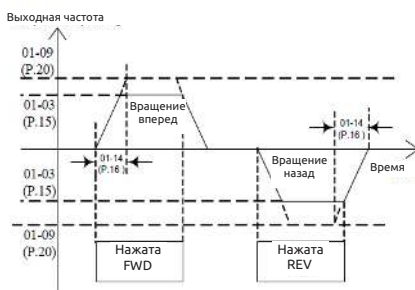 Выходная частота
01-09
(P.20)
01-03
(P.15)
Вращение
вперед
01-14
(P.16)
01-14
(P.16)
Вращение
назад
Время
01-03
(P.15)
01-09
(P.20)
Нажата
FWD
Нажата
REV